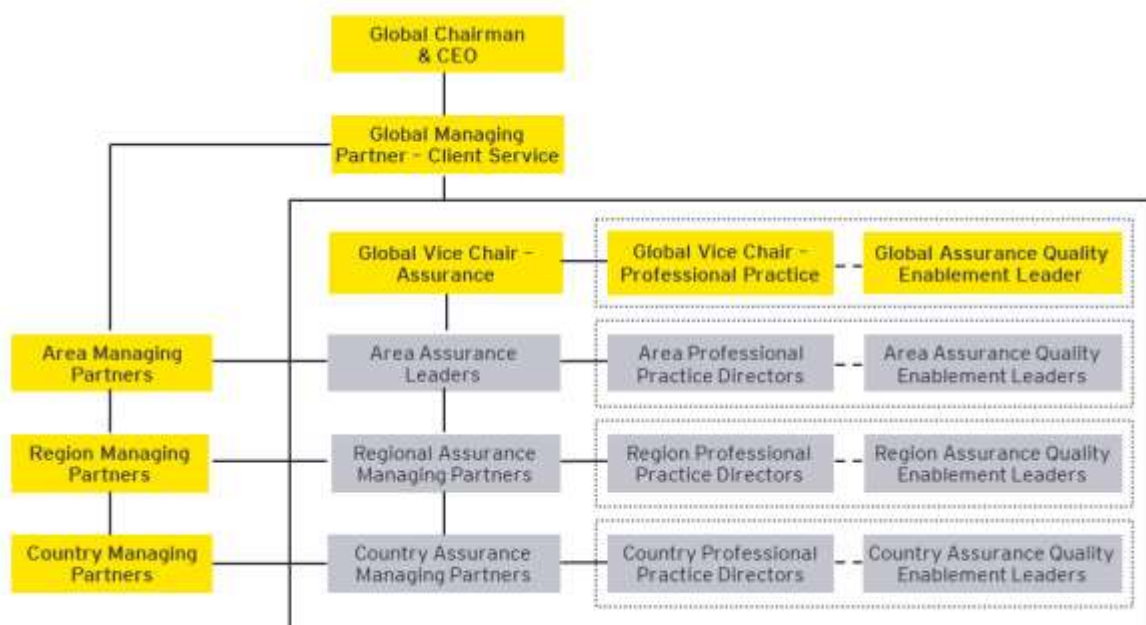 Global Chairman
& CEO
Global Managing
Partner – Client Service
Global Vice Chair –
Assurance
Global Vice Chair –
Professional Practice
Global Assurance Quality
Enablement Leader
Area Managing
Partners
Area Assurance
Leaders
Area Professional
Practice Directors
Area Assurance Quality
Enablement Leaders
Region Managing
Partners
Regional Assurance
Managing Partners
Region Professional
Practice Directors
Region Assurance Quality
Enablement Leaders
Country Managing
Partners
Country Assurance
Managing Partners
Country Professional
Practice Directors
Country Assurance Quality
Enablement Leaders